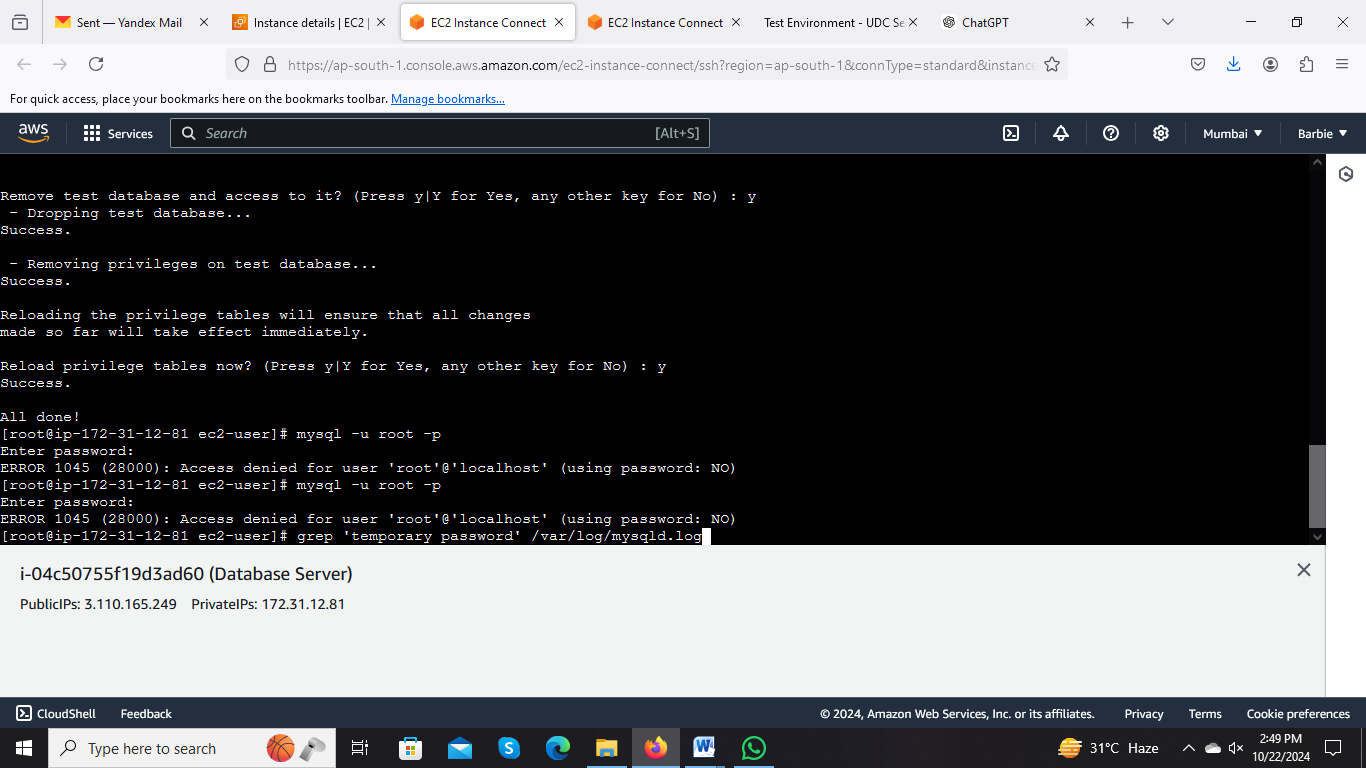 Sent — Yandex Mail
Instance details | EC2 |
EC2 Instance Connect
EC2 Instance Connect
Test Environment - UDC Se
ChatGPT
https://ap-south-1.console.aws.amazon.com/ec2-instance-connect/ssh?region=ap-south-1&connType=standard&instance
For quick access, place your bookmarks here on the bookmarks toolbar. Manage bookmarks...
aws
Services
Search
[Alt+S]
Mumbai
Barbie
Remove test database and access to it? (Press y|Y for Yes, any other key for No) : y
 - Dropping test database...
Success.
 - Removing privileges on test database...
Success.
Reloading the privilege tables will ensure that all changes
made so far will take effect immediately.
Reload privilege tables now? (Press y|Y for Yes, any other key for No) : y
Success.
All done!
[root@ip-172-31-12-81 ec2-user]# mysql -u root -p
Enter password:
ERROR 1045 (28000): Access denied for user 'root'@'localhost' (using password: NO)
[root@ip-172-31-12-81 ec2-user]# mysql -u root -p
Enter password:
ERROR 1045 (28000): Access denied for user 'root'@'localhost' (using password: NO)
[root@ip-172-31-12-81 ec2-user]# grep 'temporary password' /var/log/mysqld.log
i-04c50755f19d3ad60 (Database Server)
PublicIPs: 3.110.165.249 PrivateIPs: 172.31.12.81
CloudShell
Feedback
© 2024, Amazon Web Services, Inc. or its affiliates.
Privacy
Terms
Cookie preferences
Type here to search
31°C Haze
2:49 PM
10/22/2024